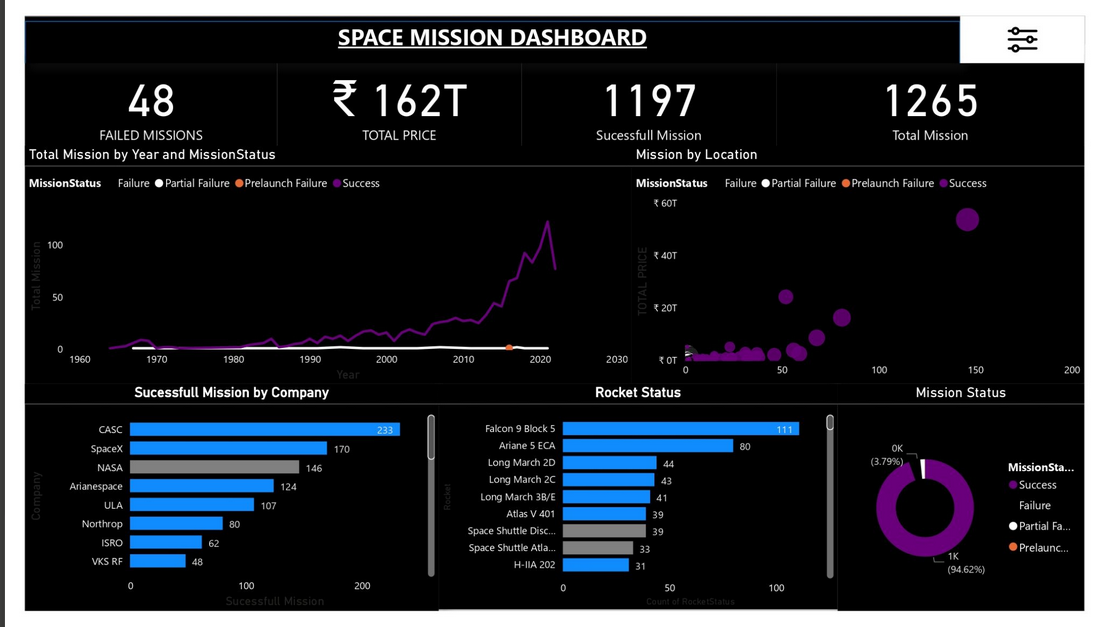 SPACE MISSION DASHBOARD
48
FAILED MISSIONS
₹ 162T
TOTAL PRICE
1197
Sucessfull Mission
1265
Total Mission
Total Mission by Year and MissionStatus
MissionStatus Failure Partial Failure Prelaunch Failure Success
Total Mission
100
50
0
1960 1970 1980 1990 2000 2010 2020 2030
Year
Mission by Location
MissionStatus Failure Partial Failure Prelaunch Failure Success
TOTAL PRICE
₹ 60T
₹ 40T
₹ 20T
₹ 0T
0 50 100 150 200
Sucessfull Mission by Company
Company
CASC 233
SpaceX 170
NASA 146
Arianespace 124
ULA 107
Northrop 80
ISRO 62
VKS RF 48
0 100 200
Sucessfull Mission
Rocket Status
Rocket
Falcon 9 Block 5 111
Ariane 5 ECA 80
Long March 2D 44
Long March 2C 43
Long March 3B/E 41
Atlas V 401 39
Space Shuttle Disc... 39
Space Shuttle Atla... 33
H-IIA 202 31
0 50 100
Count of RocketStatus
Mission Status
0K
(3.79%)
1K
(94.62%)
MissionSta...
Success
Failure
Partial Fa...
Prelaunc...